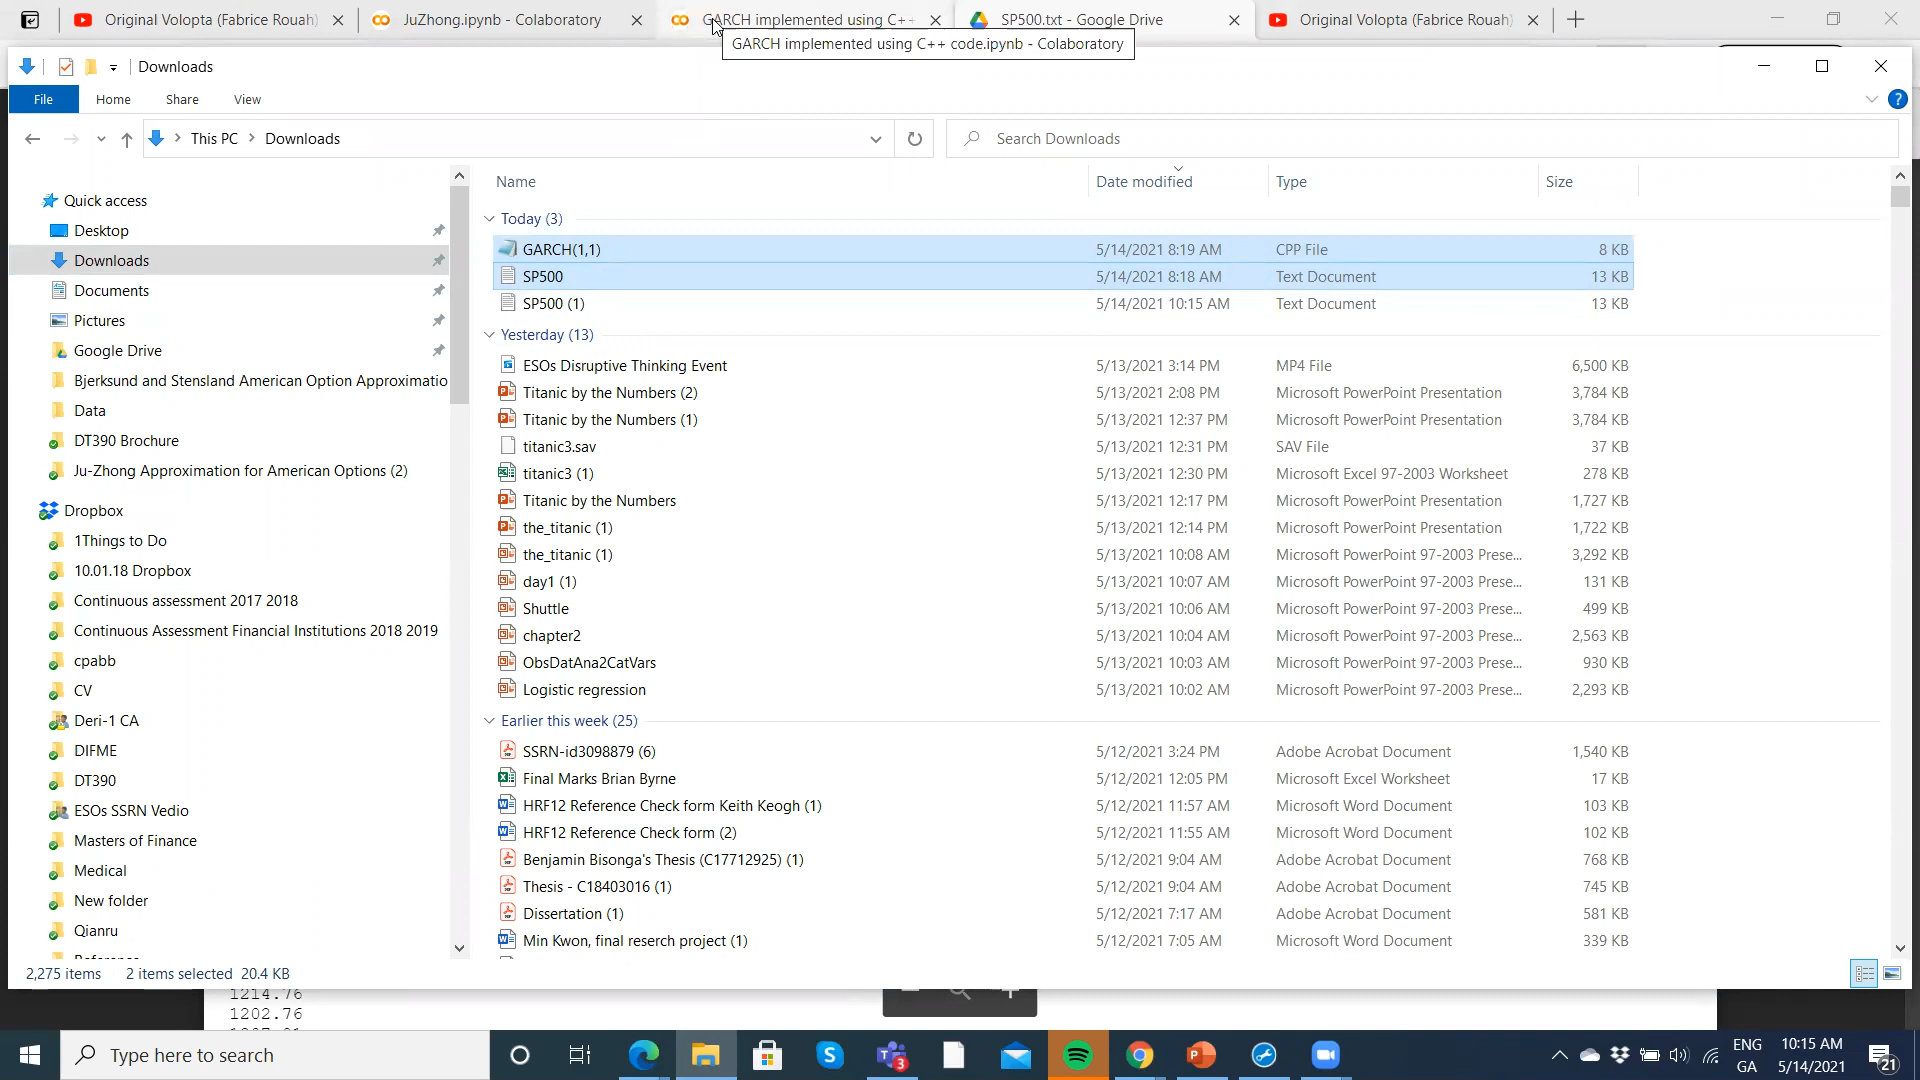 Original Volopta (Fabrice Rouah)
JuZhong.ipynb - Colaboratory
GARCH implemented using C++
SP500.txt - Google Drive
Original Volopta (Fabrice Rouah)
GARCH implemented using C++ code.ipynb - Colaboratory
Downloads
File Home Share View
This PC Downloads
Search Downloads
Name Date modified Type Size
Quick access
Desktop
Downloads
Documents
Pictures
Google Drive
Bjerksund and Stensland American Option Approximatio
Data
DT390 Brochure
Ju-Zhong Approximation for American Options (2)
Dropbox
1Things to Do
10.01.18 Dropbox
Continuous assessment 2017 2018
Continuous Assessment Financial Institutions 2018 2019
cpabb
CV
Deri-1 CA
DIFME
DT390
ESOs SSRN Vedio
Masters of Finance
Medical
New folder
Qianru
Today (3)
GARCH(1,1) 5/14/2021 8:19 AM CPP File 8 KB
SP500 5/14/2021 8:18 AM Text Document 13 KB
SP500 (1) 5/14/2021 10:15 AM Text Document 13 KB
Yesterday (13)
ESOs Disruptive Thinking Event 5/13/2021 3:14 PM MP4 File 6,500 KB
Titanic by the Numbers (2) 5/13/2021 2:08 PM Microsoft PowerPoint Presentation 3,784 KB
Titanic by the Numbers (1) 5/13/2021 12:37 PM Microsoft PowerPoint Presentation 3,784 KB
titanic3.sav 5/13/2021 12:31 PM SAV File 37 KB
titanic3 (1) 5/13/2021 12:30 PM Microsoft Excel 97-2003 Worksheet 278 KB
Titanic by the Numbers 5/13/2021 12:17 PM Microsoft PowerPoint Presentation 1,727 KB
the_titanic (1) 5/13/2021 12:14 PM Microsoft PowerPoint Presentation 1,722 KB
the_titanic (1) 5/13/2021 10:08 AM Microsoft PowerPoint 97-2003 Prese... 3,292 KB
day1 (1) 5/13/2021 10:07 AM Microsoft PowerPoint 97-2003 Prese... 131 KB
Shuttle 5/13/2021 10:06 AM Microsoft PowerPoint 97-2003 Prese... 499 KB
chapter2 5/13/2021 10:04 AM Microsoft PowerPoint 97-2003 Prese... 2,563 KB
ObsDatAna2CatVars 5/13/2021 10:03 AM Microsoft PowerPoint 97-2003 Prese... 930 KB
Logistic regression 5/13/2021 10:02 AM Microsoft PowerPoint 97-2003 Prese... 2,293 KB
Earlier this week (25)
SSRN-id3098879 (6) 5/12/2021 3:24 PM Adobe Acrobat Document 1,540 KB
Final Marks Brian Byrne 5/12/2021 12:05 PM Microsoft Excel Worksheet 17 KB
HRF12 Reference Check form Keith Keogh (1) 5/12/2021 11:57 AM Microsoft Word Document 103 KB
HRF12 Reference Check form (2) 5/12/2021 11:55 AM Microsoft Word Document 102 KB
Benjamin Bisonga's Thesis (C17712925) (1) 5/12/2021 9:04 AM Adobe Acrobat Document 768 KB
Thesis - C18403016 (1) 5/12/2021 9:04 AM Adobe Acrobat Document 745 KB
Dissertation (1) 5/12/2021 7:17 AM Adobe Acrobat Document 581 KB
Min Kwon, final reserch project (1) 5/12/2021 7:05 AM Microsoft Word Document 339 KB
2,275 items 2 items selected 20.4 KB
1214.76
1202.76
Type here to search
3
ENG
GA
10:15 AM
5/14/2021
21